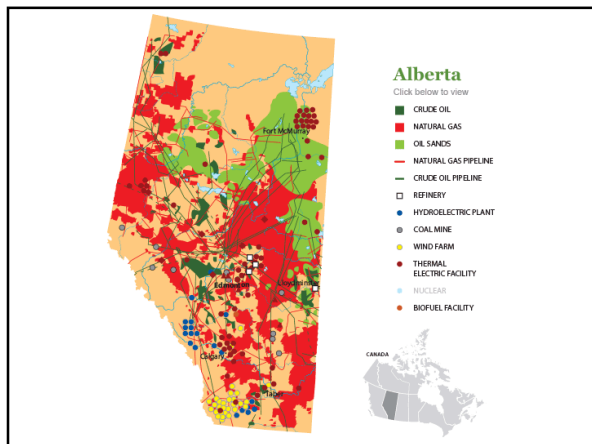 Alberta
Click below to view
CRUDE OIL
NATURAL GAS
OIL SANDS
NATURAL GAS PIPELINE
CRUDE OIL PIPELINE
REFINERY
HYDROELECTRIC PLANT
COAL MINE
WIND FARM
THERMAL
ELECTRIC FACILITY
NUCLEAR
BIOFUEL FACILITY
CANADA
Fort McMurray
Edmonton
Lloydminster
Calgary
Taber